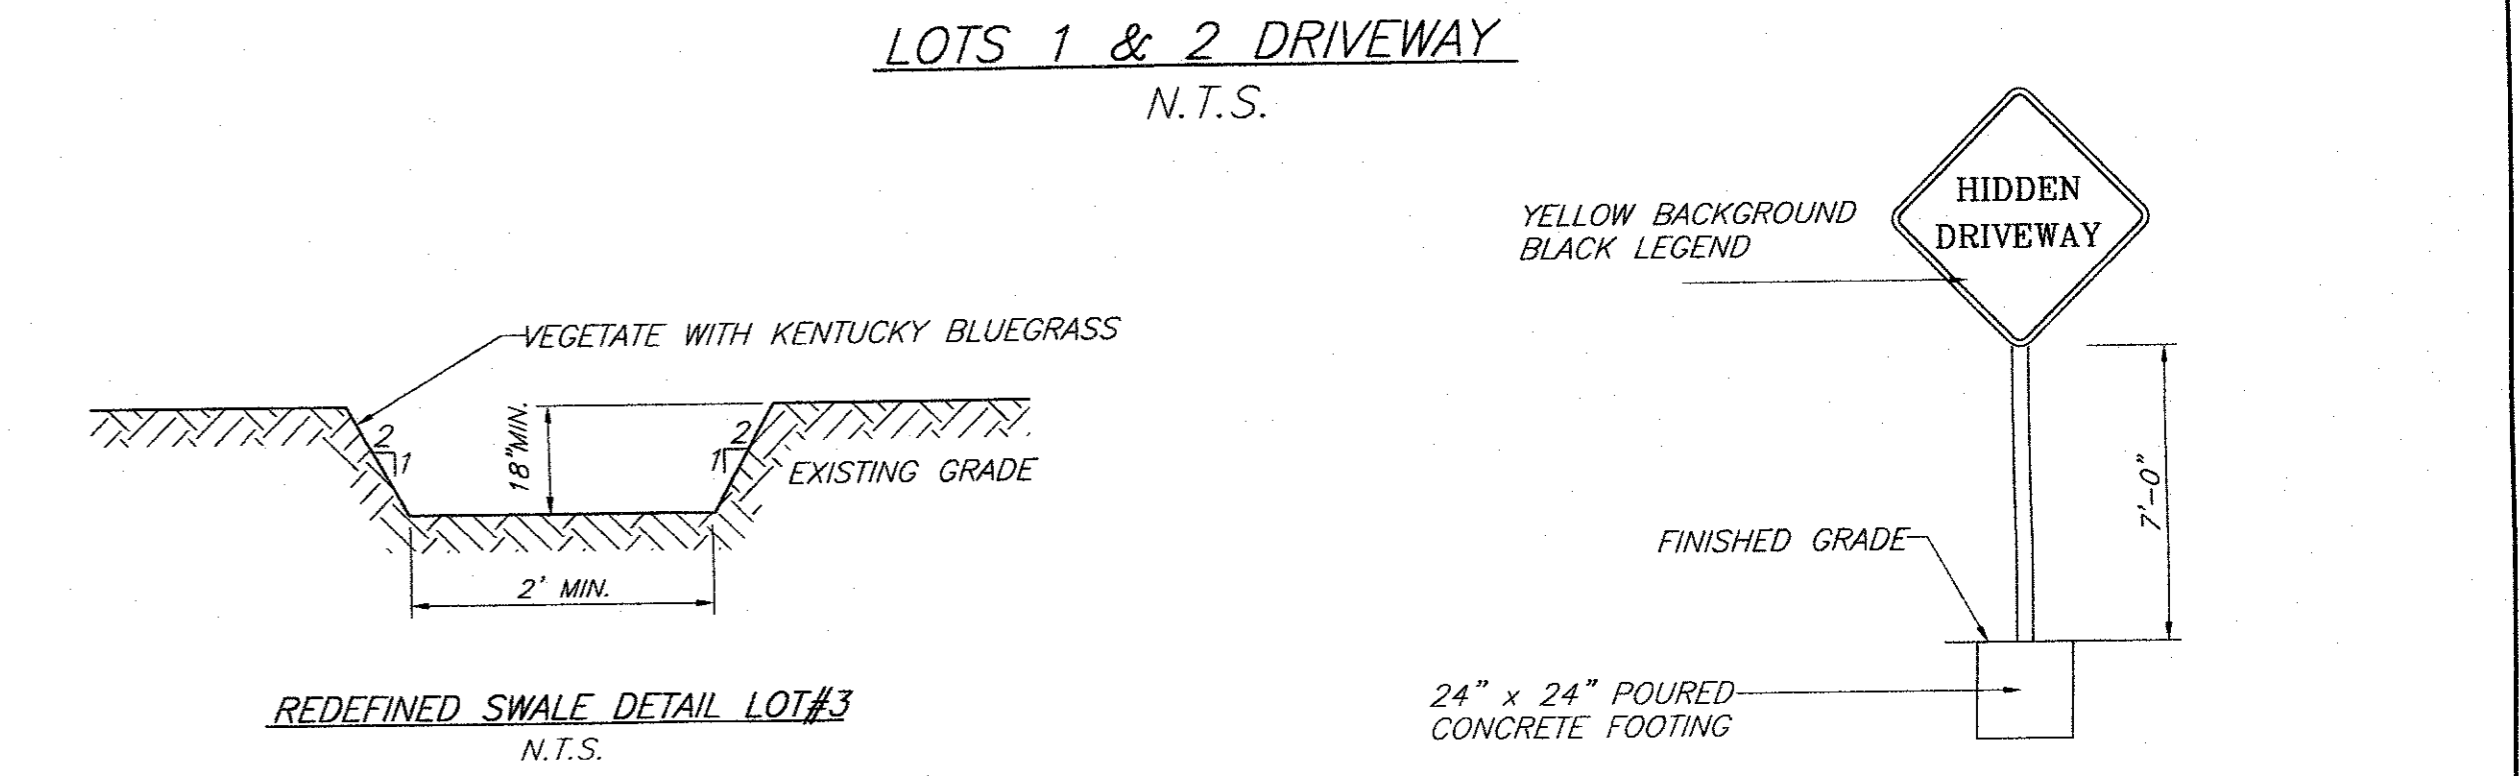 LOTS 1 & 2 DRIVEWAY
N.T.S.
HIDDEN
DRIVEWAY
YELLOW BACKGROUND
BLACK LEGEND
VEGETATE WITH KENTUCKY BLUEGRASS
2
1
18" MIN.
2
1
EXISTING GRADE
2' MIN.
REDEFINED SWALE DETAIL LOT#3
N.T.S.
7'-0"
FINISHED GRADE
24" x 24" POURED
CONCRETE FOOTING